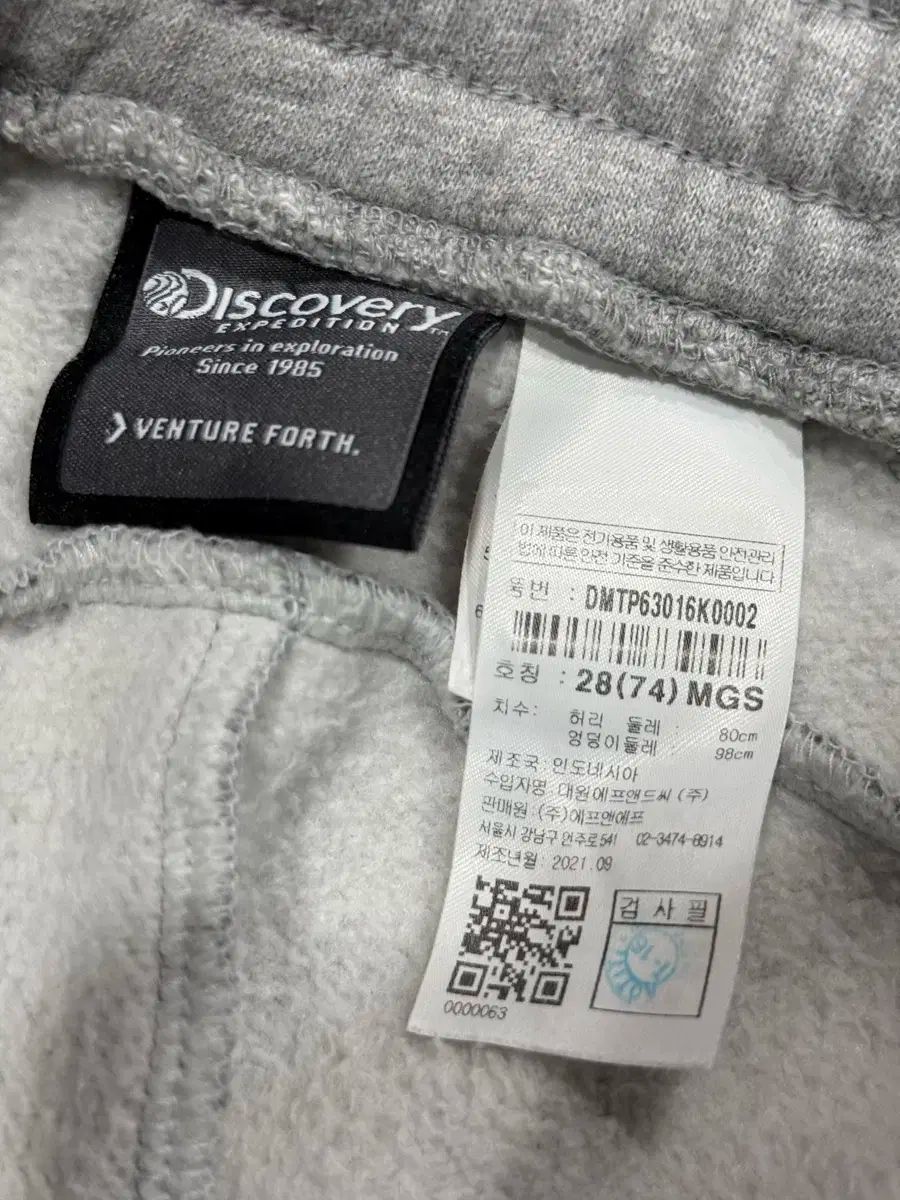 DISCOVERY
EXPEDITION™
Pioneers in exploration
Since 1985
VENTURE FORTH.
이 제품은 전기용품 및 생활용품 안전관리
법에 따른 안전 기준을 준수한 제품입니다
품번 : DMTP63016K0002
호칭 : 28(74) MGS
치수: 허리 둘레 : 80cm
엉덩이둘레 : 98cm
제조국 인도네시아
수입자명 대원에프앤드씨 (주)
판매원 : (주)에프앤에프
서울시 강남구 언주로541 02-3474-8914
제조년월 2021.09
검사필
0000063